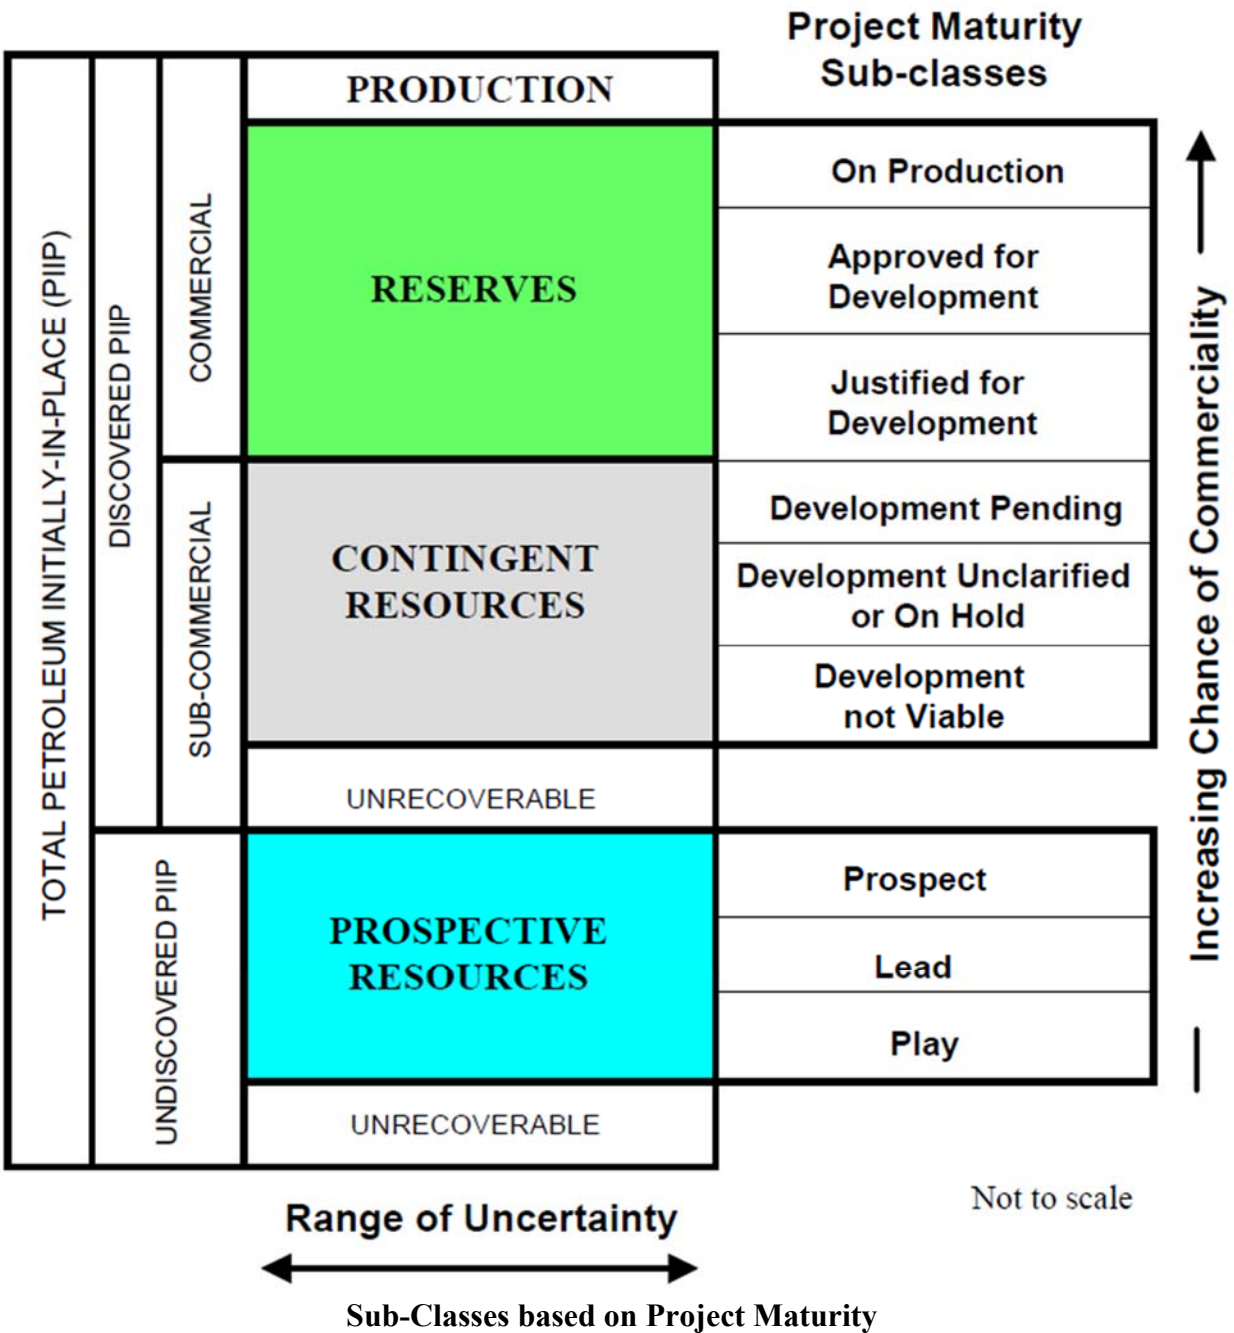 Project Maturity
Sub-classes
PRODUCTION
On Production
RESERVES
Approved for
Development
Justified for
Development
CONTINGENT
RESOURCES
Development Pending
Development Unclarified
or On Hold
Development
not Viable
UNRECOVERABLE
PROSPECTIVE
RESOURCES
Prospect
Lead
Play
UNRECOVERABLE
TOTAL PETROLEUM INITIALLY-IN-PLACE (PIIP)
DISCOVERED PIIP
COMMERCIAL
SUB-COMMERCIAL
UNDISCOVERED PIIP
Increasing Chance of Commerciality
Not to scale
Range of Uncertainty
Sub-Classes based on Project Maturity